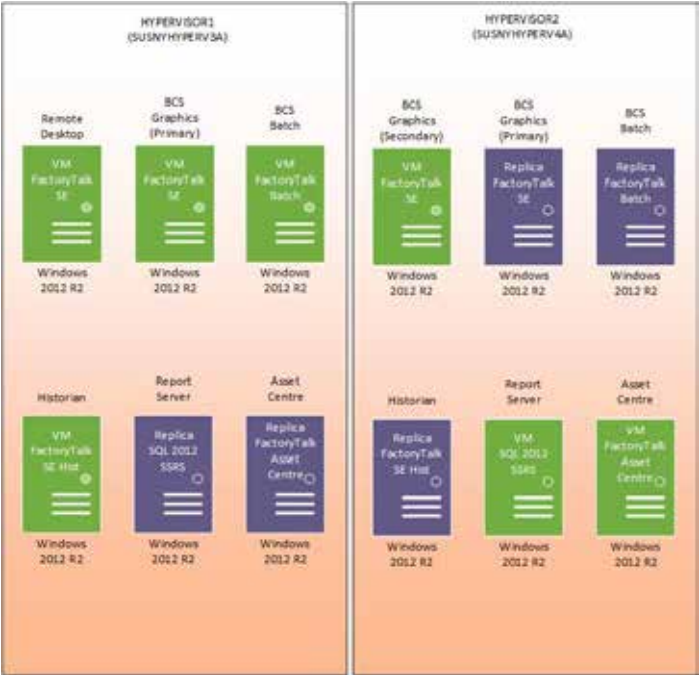 HYPERVISOR1
(SUSNYHYPERV3A)
Remote
Desktop
VM
FactoryTalk
SE
Windows
2012 R2
BCS
Graphics
(Primary)
VM
FactoryTalk
SE
Windows
2012 R2
BCS
Batch
VM
FactoryTalk
Batch
Windows
2012 R2
Historian
VM
FactoryTalk
SE Hist
Windows
2012 R2
Report
Server
Replica
SQL 2012
SSRS
Windows
2012 R2
Asset
Centre
Replica
FactoryTalk
Asset
Centre
Windows
2012 R2
HYPERVISOR2
(SUSNYHYPERV4A)
BCS
Graphics
(Secondary)
VM
FactoryTalk
SE
Windows
2012 R2
BCS
Graphics
(Primary)
Replica
FactoryTalk
SE
Windows
2012 R2
BCS
Batch
Replica
FactoryTalk
Batch
Windows
2012 R2
Historian
Replica
FactoryTalk
SE Hist
Windows
2012 R2
Report
Server
VM
SQL 2012
SSRS
Windows
2012 R2
Asset
Centre
VM
FactoryTalk
Asset
Centre
Windows
2012 R2